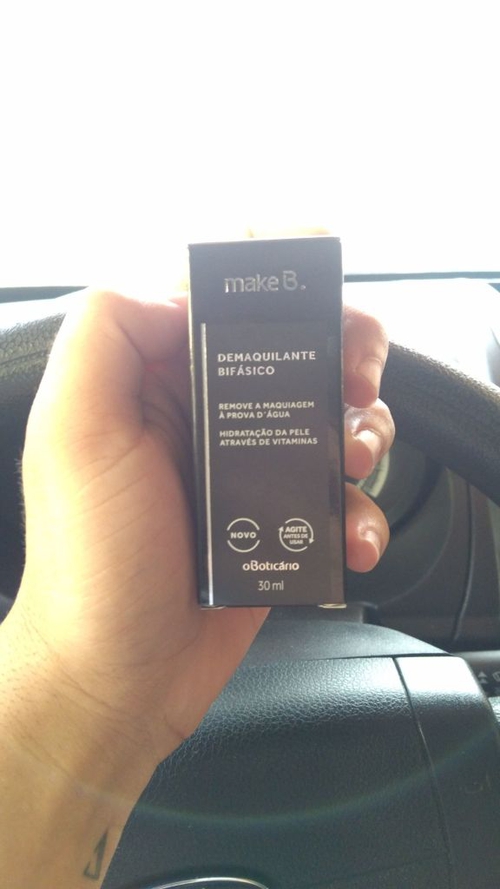 make B.
DEMAQUILANTE
BIFÁSICO
REMOVE A MAQUIAGEM
À PROVA D'ÁGUA
HIDRATAÇÃO DA PELE
ATRAVÉS DE VITAMINAS
NOVO
AGITE
ANTES DE
USAR
oBoticário
30 ml